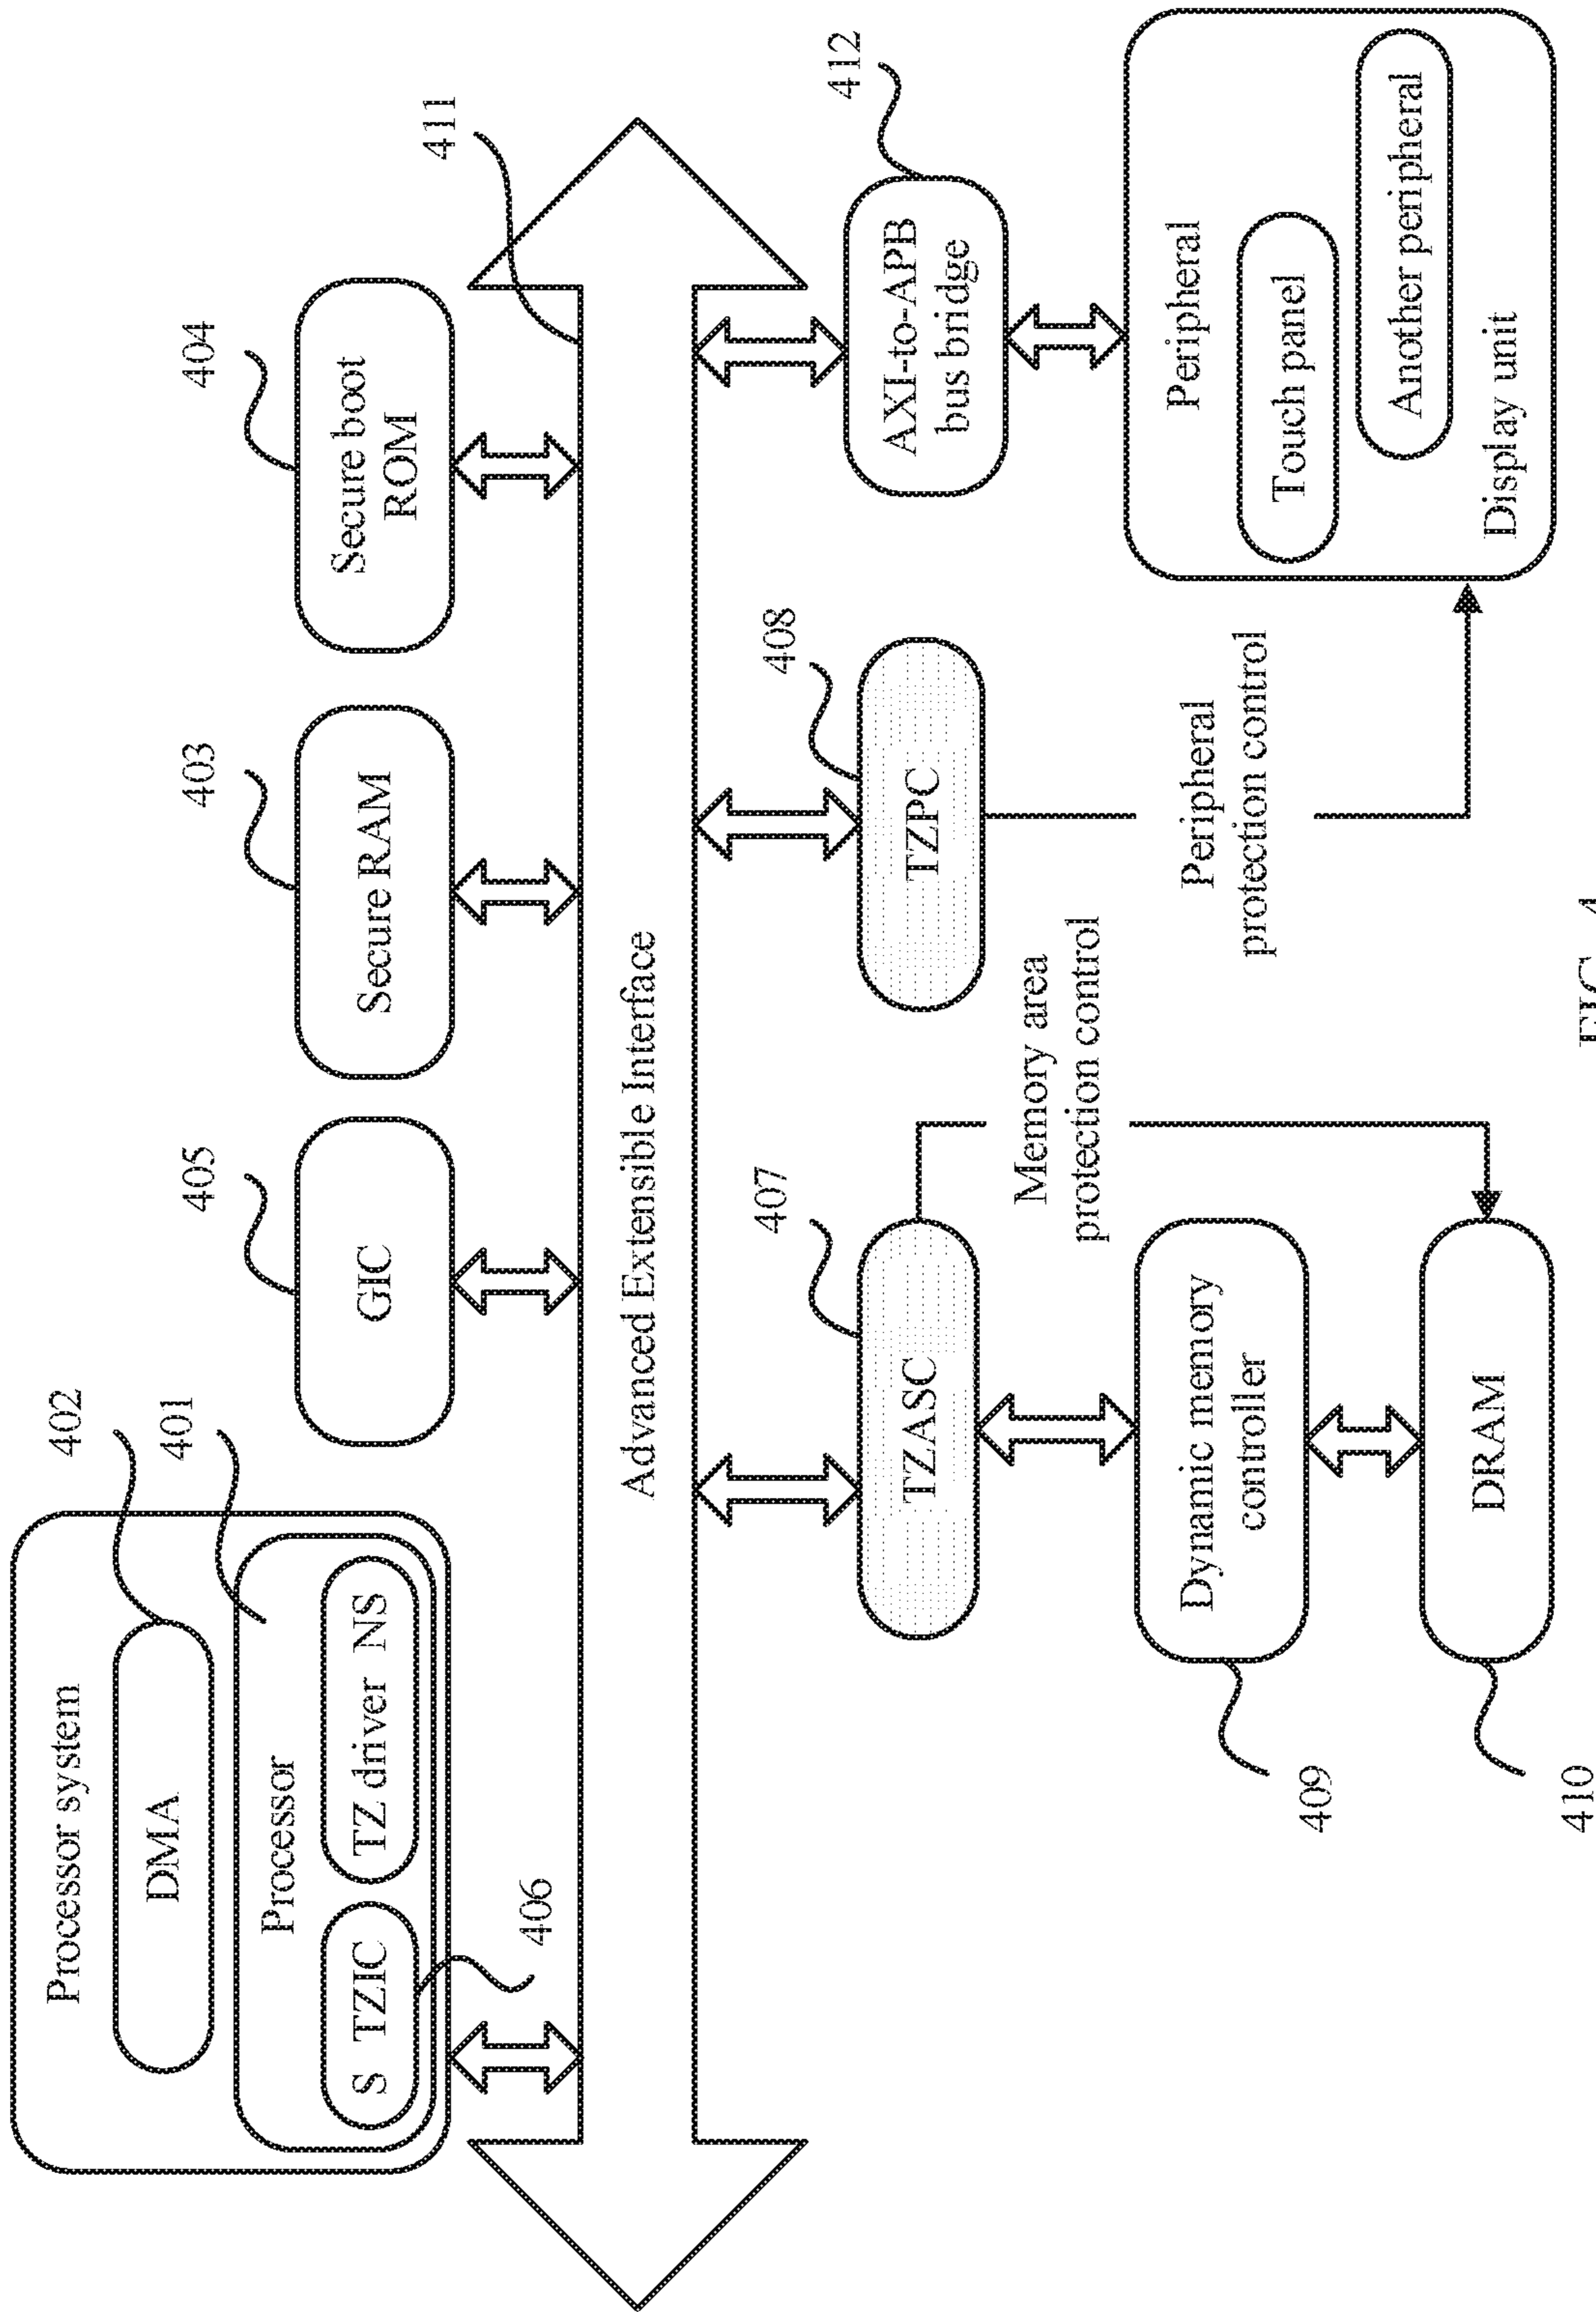 Processor system
402
DMA
401
Processor
S TZIC
TZ driver NS
406
405
GIC
403
Secure RAM
404
Secure boot
ROM
411
Advanced Extensible Interface
407
TZASC
408
TZPC
412
AXI-to-APB
bus bridge
Memory area
protection control
Peripheral
protection control
409
Dynamic memory
controller
410
DRAM
Peripheral
Touch panel
Another peripheral
Display unit
FIG. 4